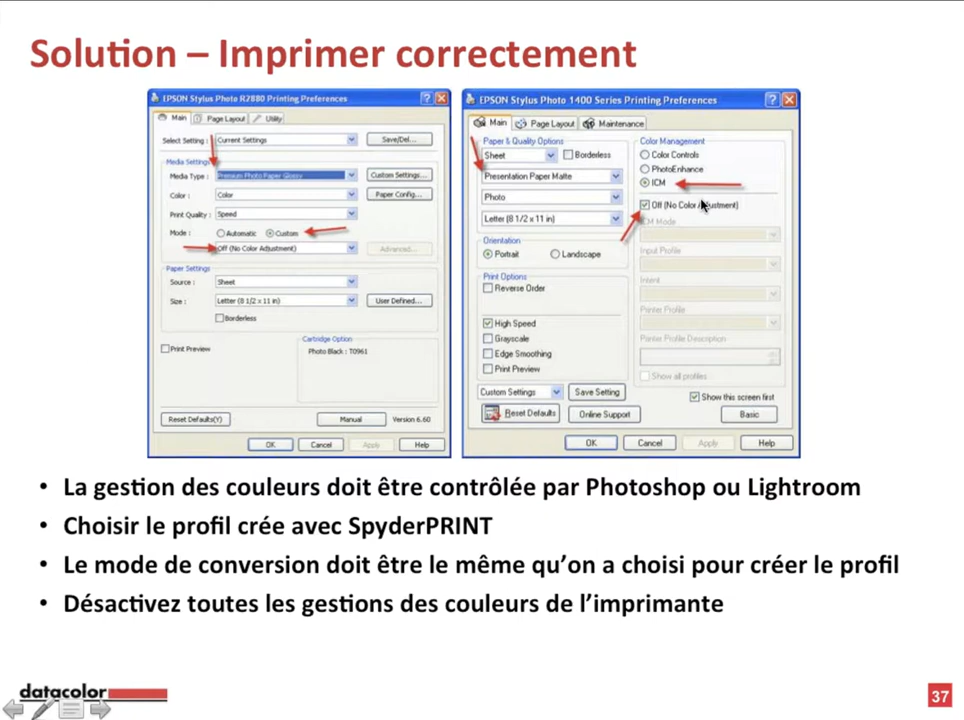 Solution – Imprimer correctement
EPSON Stylus Photo R2880 Printing Preferences
Main Page Layout Utility
Select Setting : Current Settings Save/Del...
Media Settings
Media Type : Premium Photo Paper Glossy Custom Settings...
Color : Color Paper Config...
Print Quality : Speed
Mode : Automatic Custom
Off (No Color Adjustment) Advanced...
Paper Settings
Source : Sheet
Size : Letter (8 1/2 x 11 in) User Defined...
Borderless
Print Preview
Cartridge Option
Photo Black : T0961
Reset Defaults(Y) Manual Version 6.60
OK Cancel Apply Help
EPSON Stylus Photo 1400 Series Printing Preferences
Main Page Layout Maintenance
Paper & Quality Options
Sheet Borderless
Presentation Paper Matte
Photo
Letter (8 1/2 x 11 in)
Orientation
Portrait Landscape
Print Options
Reverse Order
High Speed
Grayscale
Edge Smoothing
Print Preview
Color Management
Color Controls
PhotoEnhance
ICM
Off (No Color Adjustment)
ICM Mode
Input Profile
Intent
Printer Profile
Printer Profile Description
Show all profiles
Custom Settings Save Setting
Show this screen first
Reset Defaults Online Support Basic
OK Cancel Apply Help
• La gestion des couleurs doit être contrôlée par Photoshop ou Lightroom
• Choisir le profil crée avec SpyderPRINT
• Le mode de conversion doit être le même qu’on a choisi pour créer le profil
• Désactivez toutes les gestions des couleurs de l’imprimante
datacolor
37